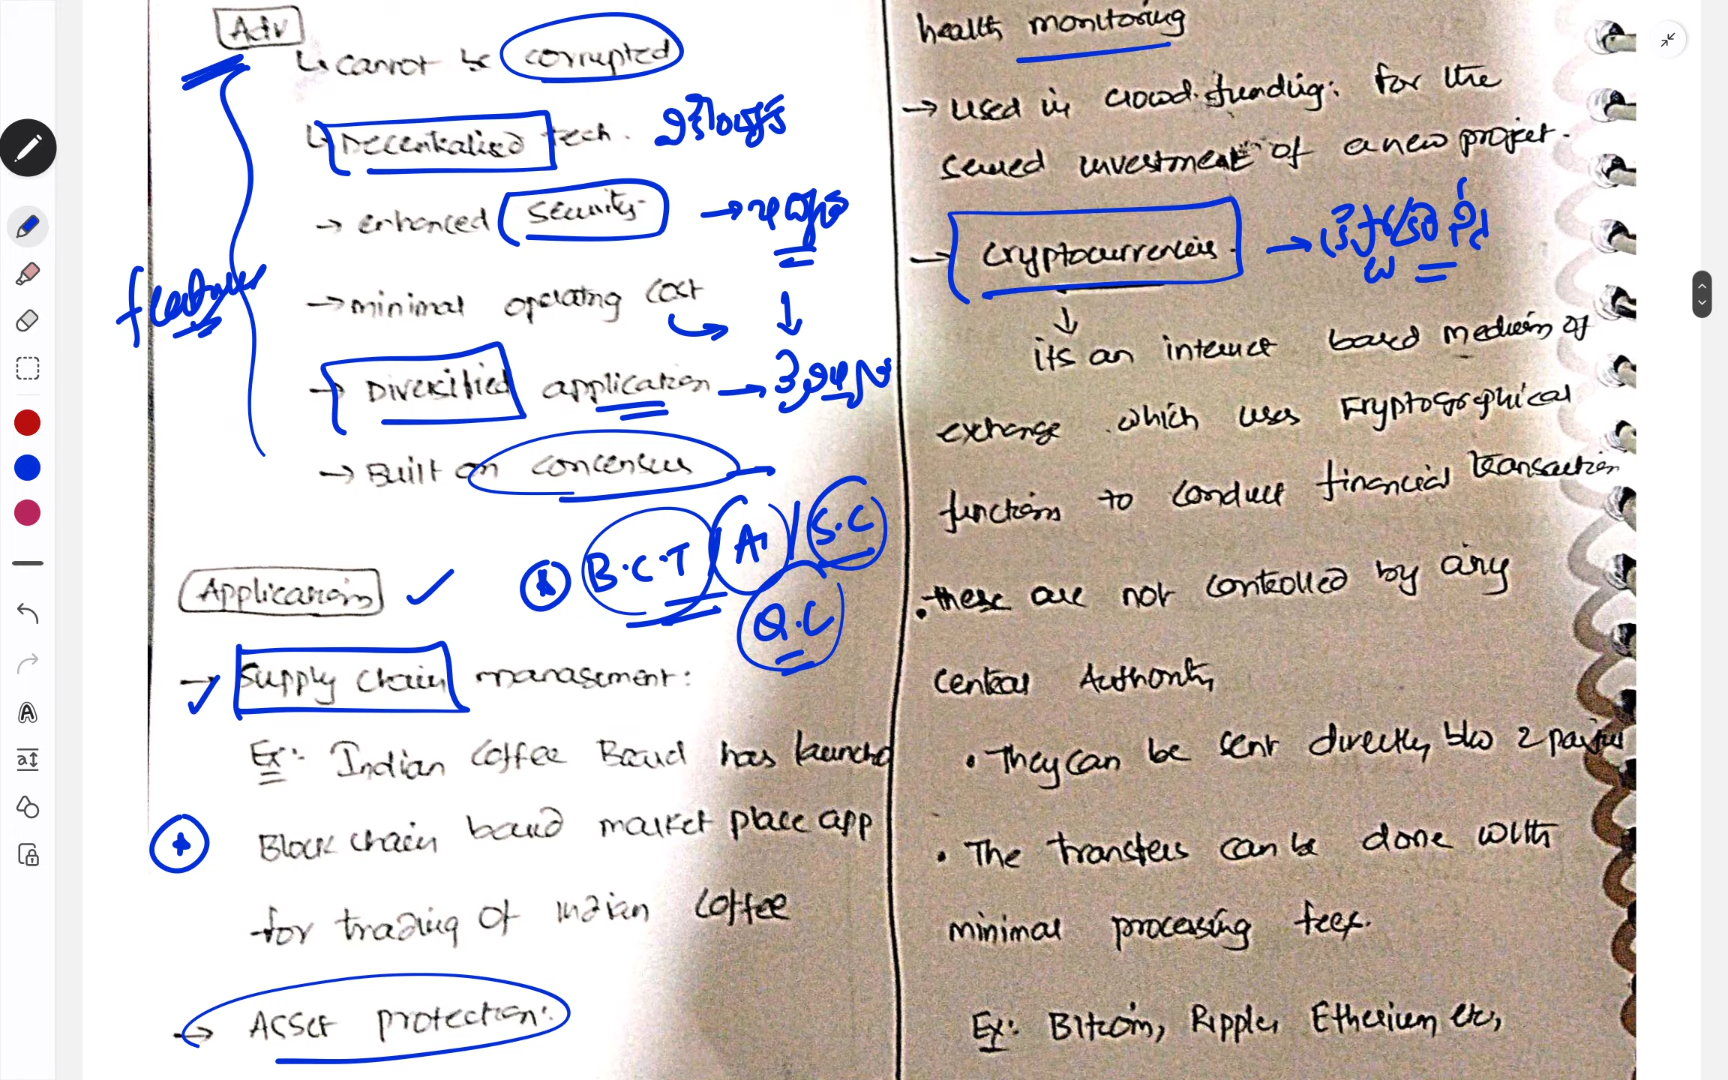 Adv
↳ cannot be corrupted
↳ Decentralised tech.
→ enhanced Security
features
→ minimal operating cost
→ Diversified application
→ Built on concensus
B.C.T / AI / S.C
Q.C
Applications ✓
→ Supply chain management:
Ex: Indian Coffee Board has launched
Block chain based market place app
for trading of Indian Coffee
→ Asset protection:
health monitoring
→ Used in crowd funding: for the
secured investment of a new project.
→ Cryptocurrencies
its an internet based medium of
exchange which uses Kryptographical
functions to conduct financial transaction
• these are not controlled by any
central Authority
• They can be sent directly b/w 2 parties
• The transfers can be done with
minimal processing fees.
Ex: Bitcoin, Ripple, Etherium etc,